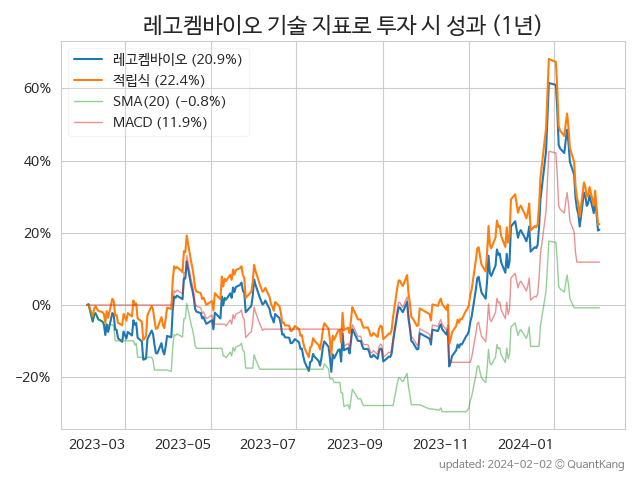 레고켐바이오 기술 지표로 투자 시 성과 (1년)
레고켐바이오 (20.9%)
적립식 (22.4%)
SMA(20) (−0.8%)
MACD (11.9%)
60%
40%
20%
0%
−20%
2023-03 2023-05 2023-07 2023-09 2023-11 2024-01
updated: 2024-02-02 © QuantKang